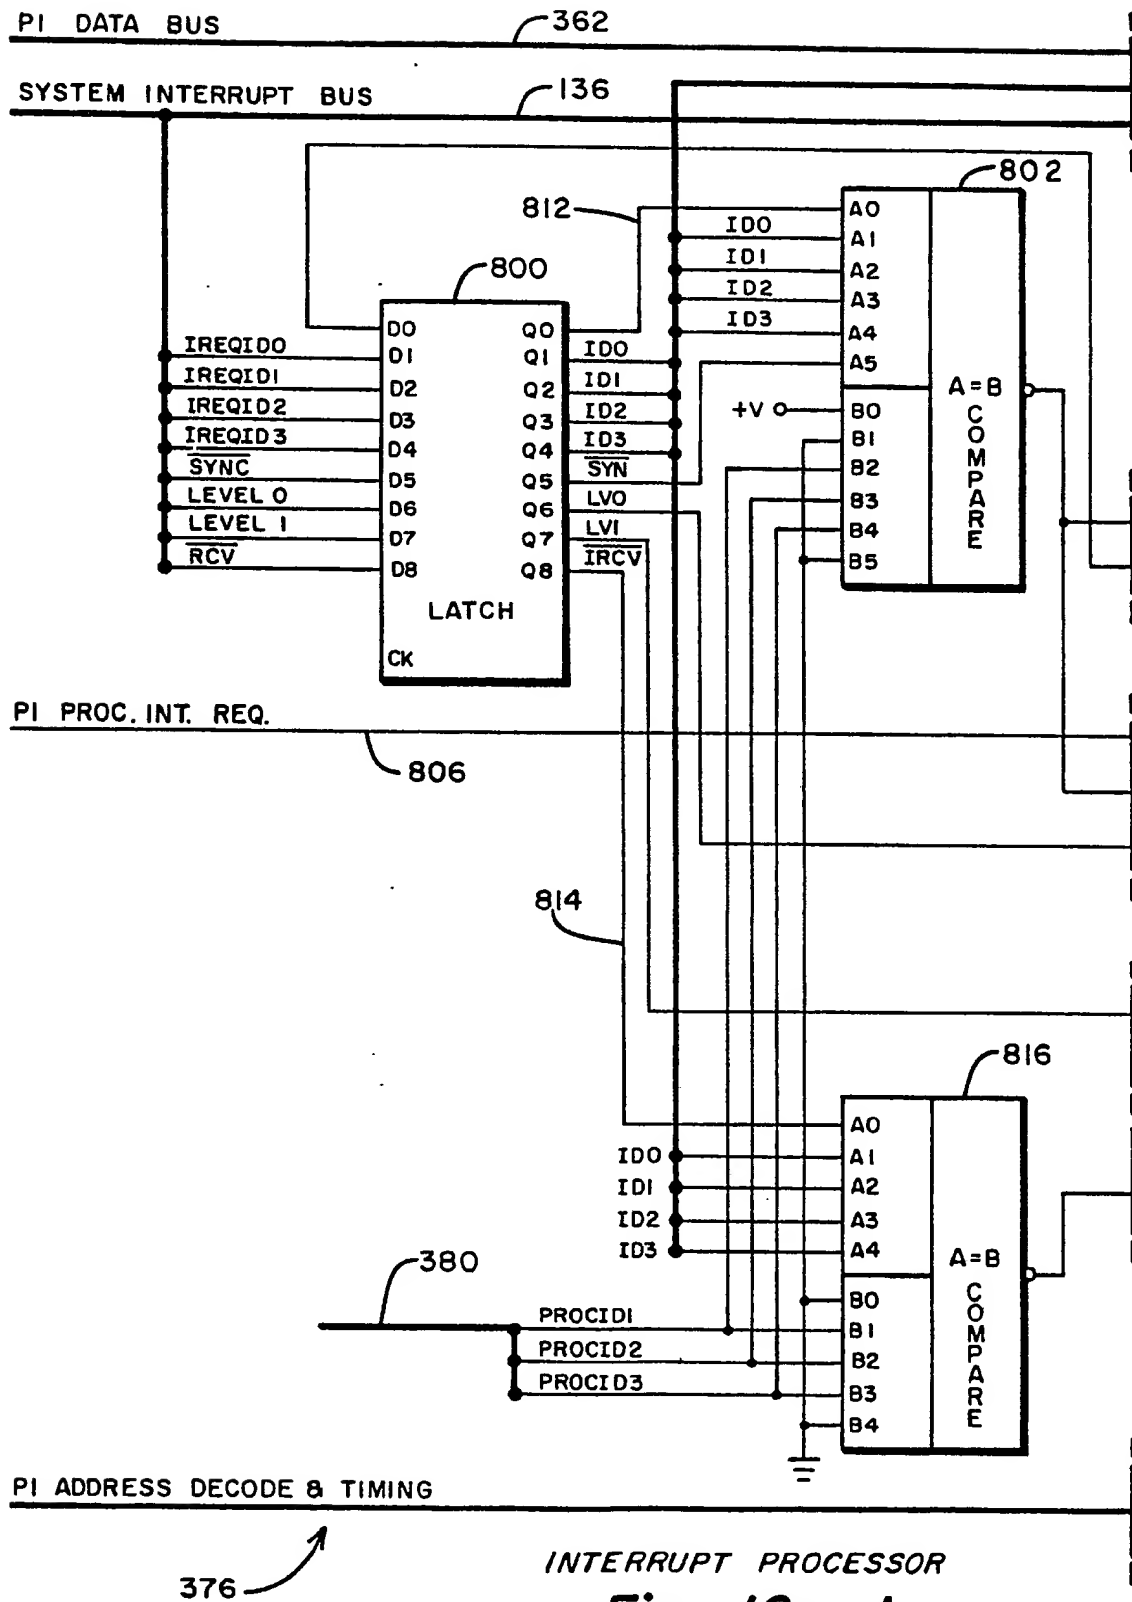 PI DATA BUS
362
SYSTEM INTERRUPT BUS
136
802
812
A0
ID0
A1
ID1
A2
ID2
A3
ID3
A4
A5
800
D0
Q0
IREQID0
D1
Q1
ID0
IREQID1
D2
Q2
ID1
IREQID2
D3
Q3
ID2
IREQID3
D4
Q4
ID3
SYNC
D5
Q5
SYN
LEVEL 0
D6
Q6
LV0
LEVEL 1
D7
Q7
LV1
RCV
D8
Q8
IRCV
LATCH
CK
A=B
COMPARE
+V
B0
B1
B2
B3
B4
B5
PI PROC. INT. REQ.
806
814
816
A0
ID0
A1
ID1
A2
ID2
A3
ID3
A4
A=B
COMPARE
380
B0
PROCID1
B1
PROCID2
B2
PROCID3
B3
B4
PI ADDRESS DECODE & TIMING
376
INTERRUPT PROCESSOR